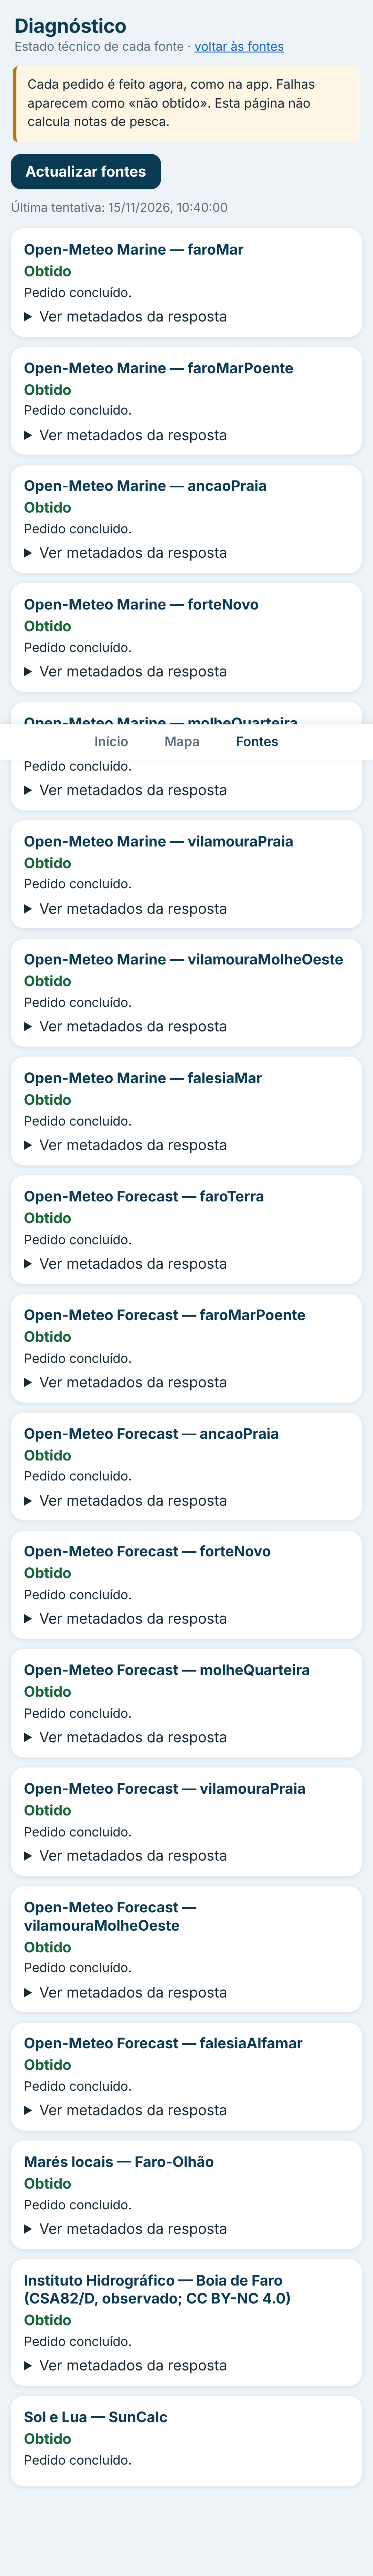 Diagnóstico
Estado técnico de cada fonte · voltar às fontes
Cada pedido é feito agora, como na app. Falhas
aparecem como «não obtido». Esta página não
calcula notas de pesca.
Actualizar fontes
Última tentativa: 15/11/2026, 10:40:00
Open-Meteo Marine — faroMar
Obtido
Pedido concluído.
▶ Ver metadados da resposta
Open-Meteo Marine — faroMarPoente
Obtido
Pedido concluído.
▶ Ver metadados da resposta
Open-Meteo Marine — ancaoPraia
Obtido
Pedido concluído.
▶ Ver metadados da resposta
Open-Meteo Marine — forteNovo
Obtido
Pedido concluído.
▶ Ver metadados da resposta
Open-Meteo Marine — molheQuarteira
Início Mapa Fontes
Pedido concluído.
▶ Ver metadados da resposta
Open-Meteo Marine — vilamouraPraia
Obtido
Pedido concluído.
▶ Ver metadados da resposta
Open-Meteo Marine — vilamouraMolheOeste
Obtido
Pedido concluído.
▶ Ver metadados da resposta
Open-Meteo Marine — falesiaMar
Obtido
Pedido concluído.
▶ Ver metadados da resposta
Open-Meteo Forecast — faroTerra
Obtido
Pedido concluído.
▶ Ver metadados da resposta
Open-Meteo Forecast — faroMarPoente
Obtido
Pedido concluído.
▶ Ver metadados da resposta
Open-Meteo Forecast — ancaoPraia
Obtido
Pedido concluído.
▶ Ver metadados da resposta
Open-Meteo Forecast — forteNovo
Obtido
Pedido concluído.
▶ Ver metadados da resposta
Open-Meteo Forecast — molheQuarteira
Obtido
Pedido concluído.
▶ Ver metadados da resposta
Open-Meteo Forecast — vilamouraPraia
Obtido
Pedido concluído.
▶ Ver metadados da resposta
Open-Meteo Forecast —
vilamouraMolheOeste
Obtido
Pedido concluído.
▶ Ver metadados da resposta
Open-Meteo Forecast — falesiaAlfamar
Obtido
Pedido concluído.
▶ Ver metadados da resposta
Marés locais — Faro-Olhão
Obtido
Pedido concluído.
▶ Ver metadados da resposta
Instituto Hidrográfico — Boia de Faro
(CSA82/D, observado; CC BY-NC 4.0)
Obtido
Pedido concluído.
▶ Ver metadados da resposta
Sol e Lua — SunCalc
Obtido
Pedido concluído.